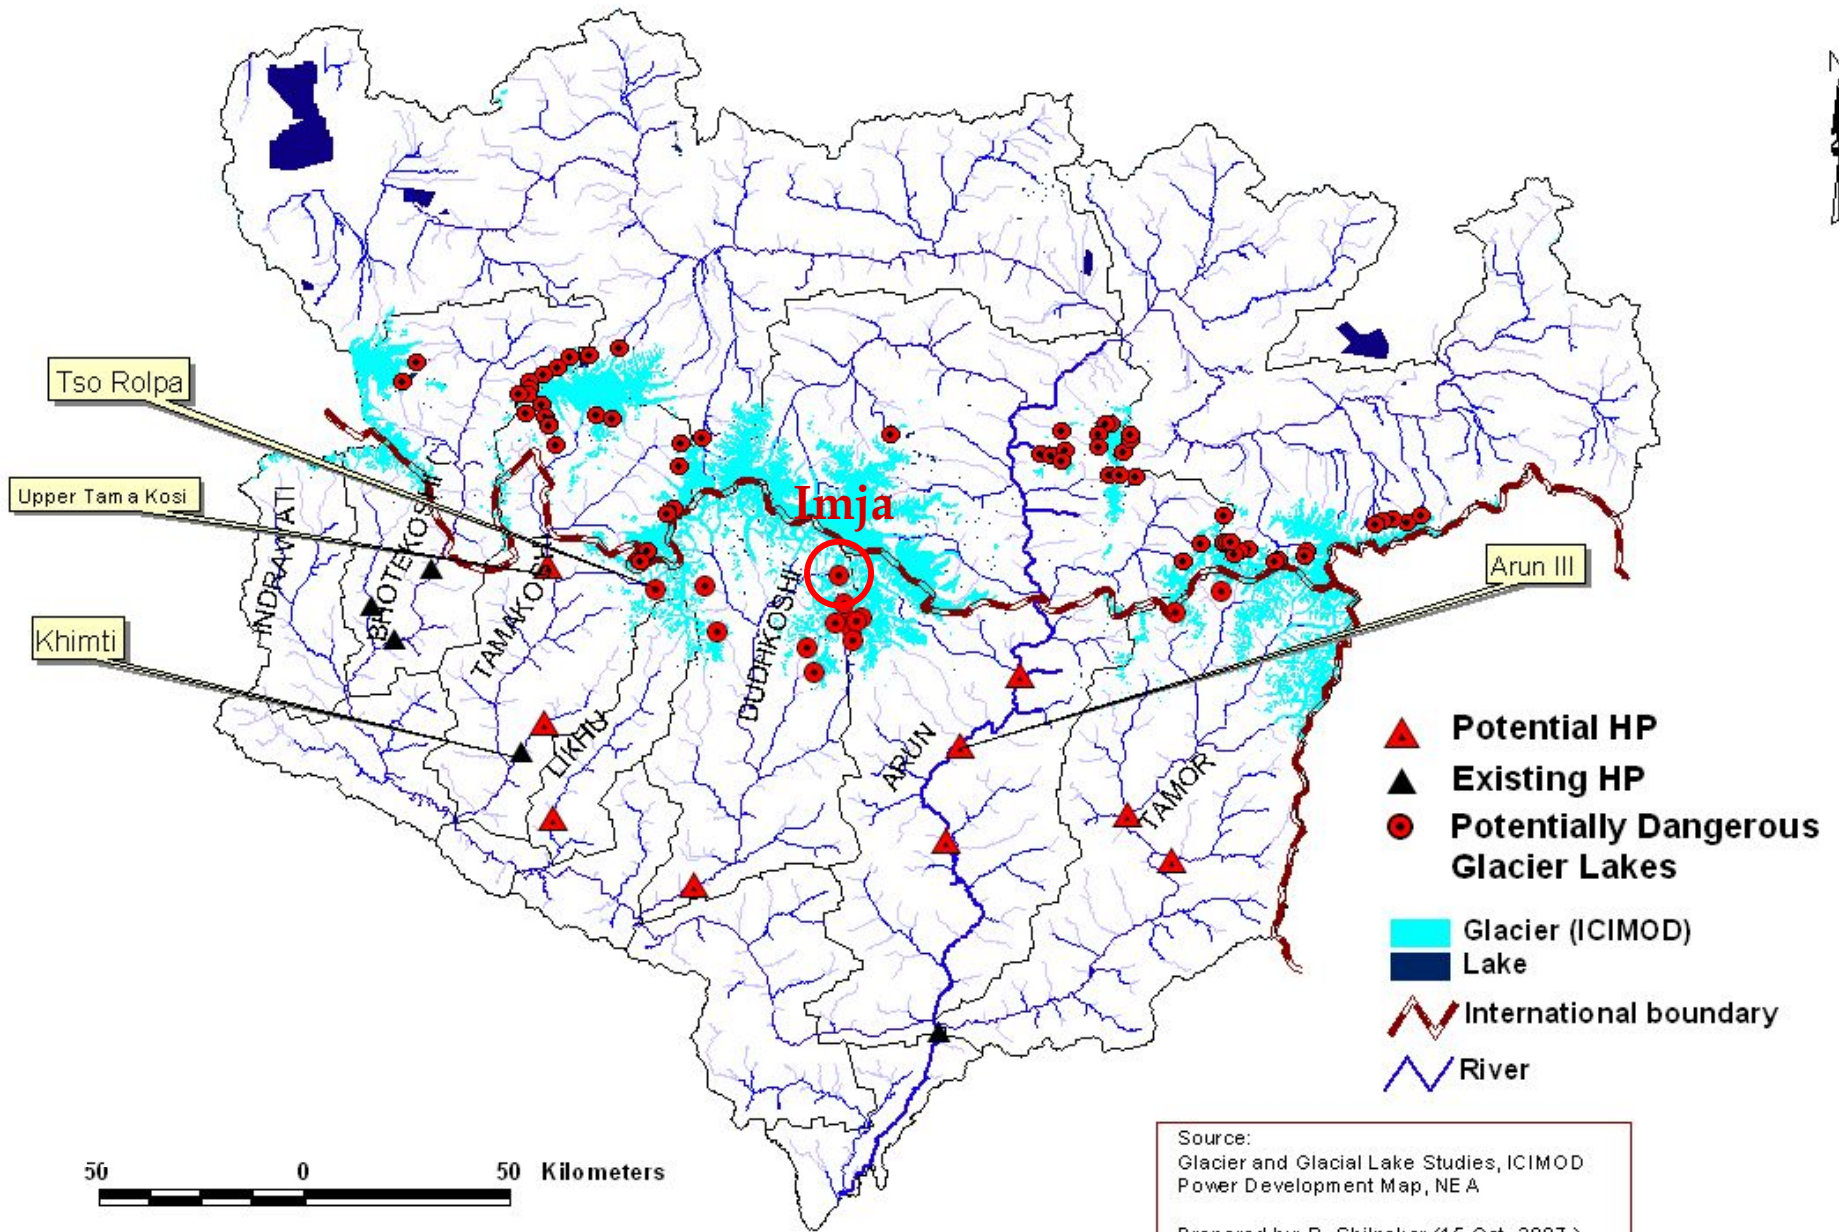 N
Tso Rolpa
Upper Tama Kosi
Imja
Arun III
Khimti
INDRAWATI
BHOTEKOSHI
TAMAKOSHI
LIKHU
DUDHKOSHI
ARUN
TAMOR
Potential HP
Existing HP
Potentially Dangerous
Glacier Lakes
Glacier (ICIMOD)
Lake
International boundary
River
50 0 50 Kilometers
Source:
Glacier and Glacial Lake Studies, ICIMOD
Power Development Map, NEA